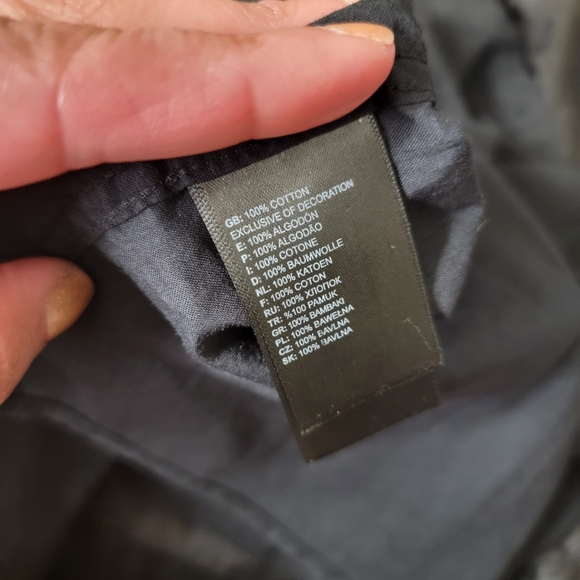 GB: 100% COTTON
EXCLUSIVE OF DECORATION
E: 100% ALGODÓN
P: 100% ALGODÃO
I: 100% COTONE
D: 100% BAUMWOLLE
NL: 100% KATOEN
F: 100% COTON
RU: 100% ХЛОПОК
TR: %100 PAMUK
GR: 100% BAMBAKI
PL: 100% BAWEŁNA
CZ: 100% BAVLNA
SK: 100% BAVLNA